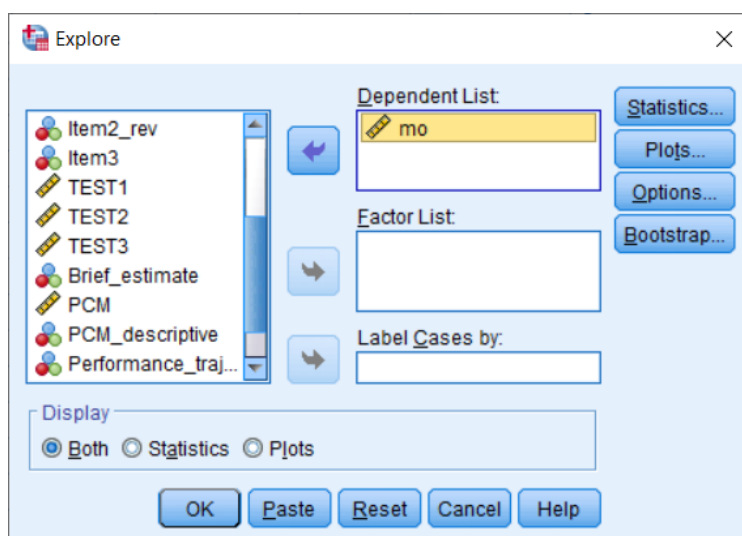 Explore
Item2_rev
Item3
TEST1
TEST2
TEST3
Brief_estimate
PCM
PCM_descriptive
Performance_traj...
Dependent List:
mo
Factor List:
Label Cases by:
Statistics...
Plots...
Options...
Bootstrap...
Display
Both Statistics Plots
OK Paste Reset Cancel Help